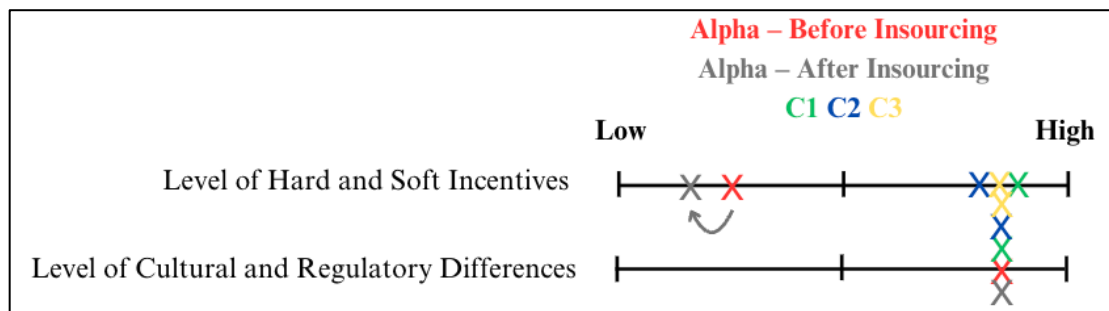 Alpha – Before Insourcing
Alpha – After Insourcing
C1 C2 C3
Low High
Level of Hard and Soft Incentives
Level of Cultural and Regulatory Differences